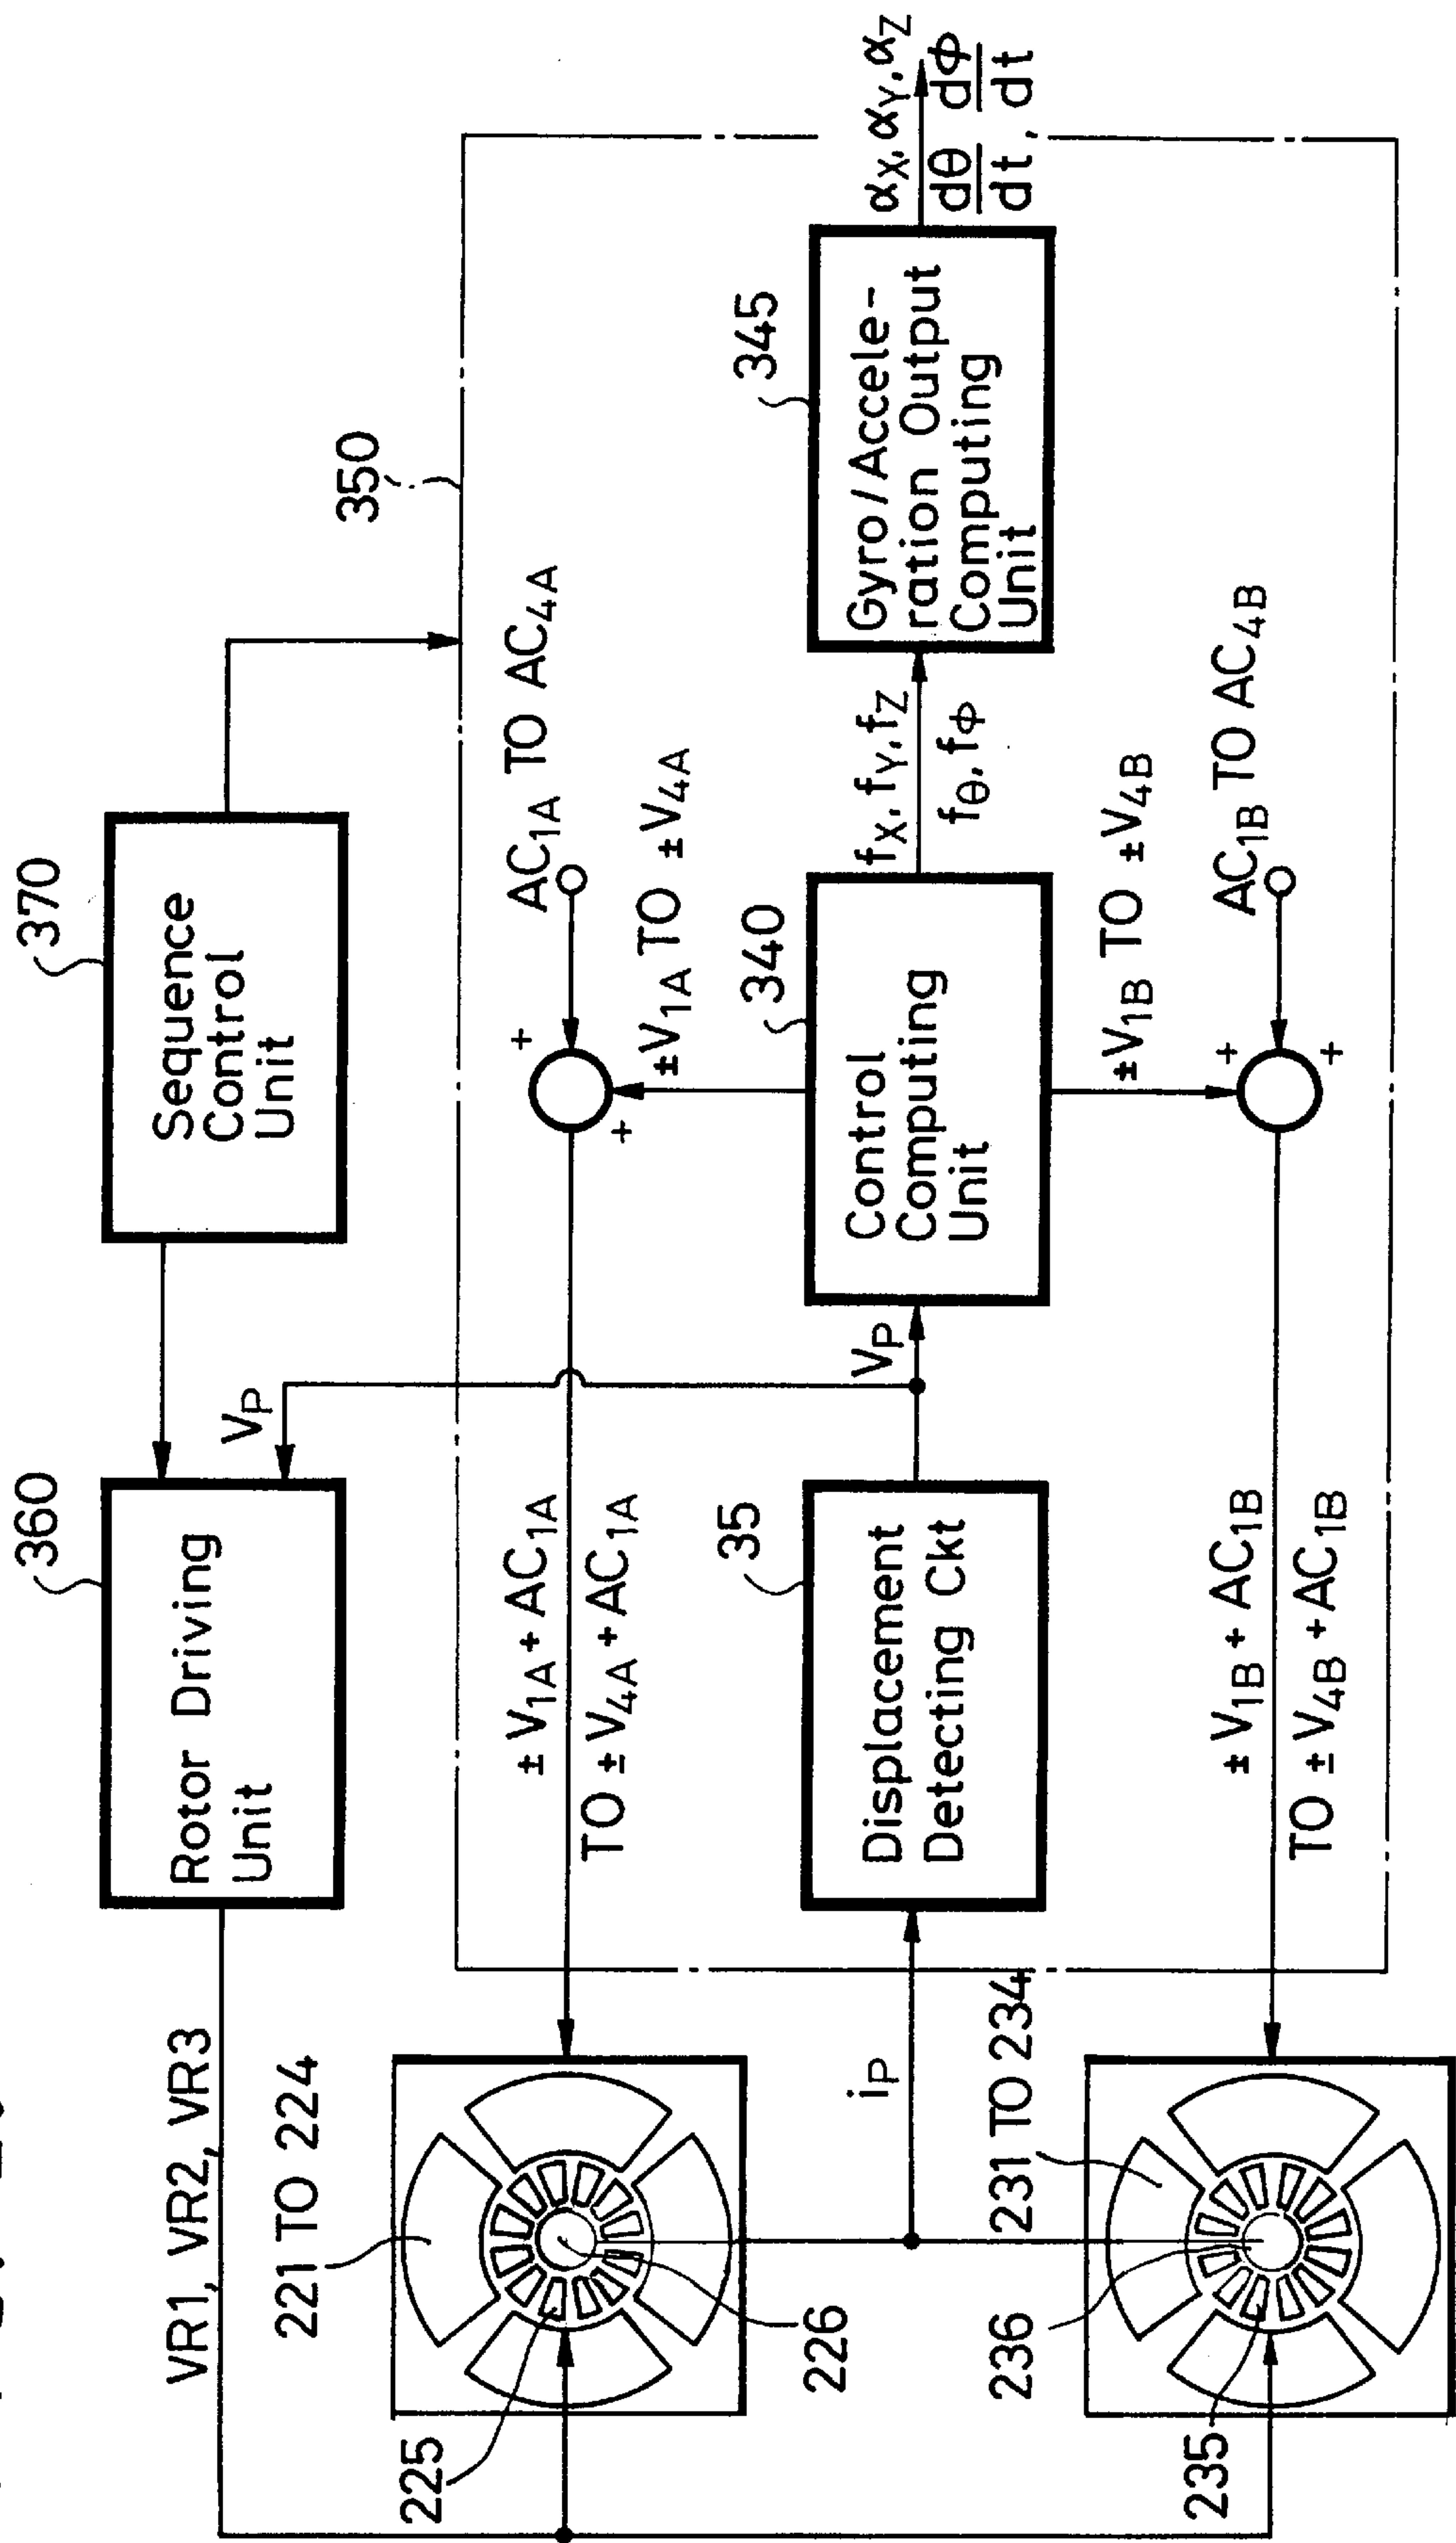 360
Rotor Driving
Unit
370
Sequence
Control
Unit
VR1, VR2, VR3
V_P
350
221 TO 224
225
226
± V_1A + AC_1A
TO ± V_4A + AC_1A
AC_1A TO AC_4A
+
+
±V_1A TO ±V_4A
i_P
35
Displacement
Detecting Ckt
V_P
340
Control
Computing
Unit
f_X, f_Y, f_Z
f_θ, f_Φ
345
Gyro/Accele-
ration Output
Computing
Unit
α_X, α_Y, α_Z
dθ/dt, dΦ/dt
231 TO 234
236
235
±V_1B TO ±V_4B
+
+
± V_1B + AC_1B
TO ± V_4B + AC_1B
AC_1B TO AC_4B